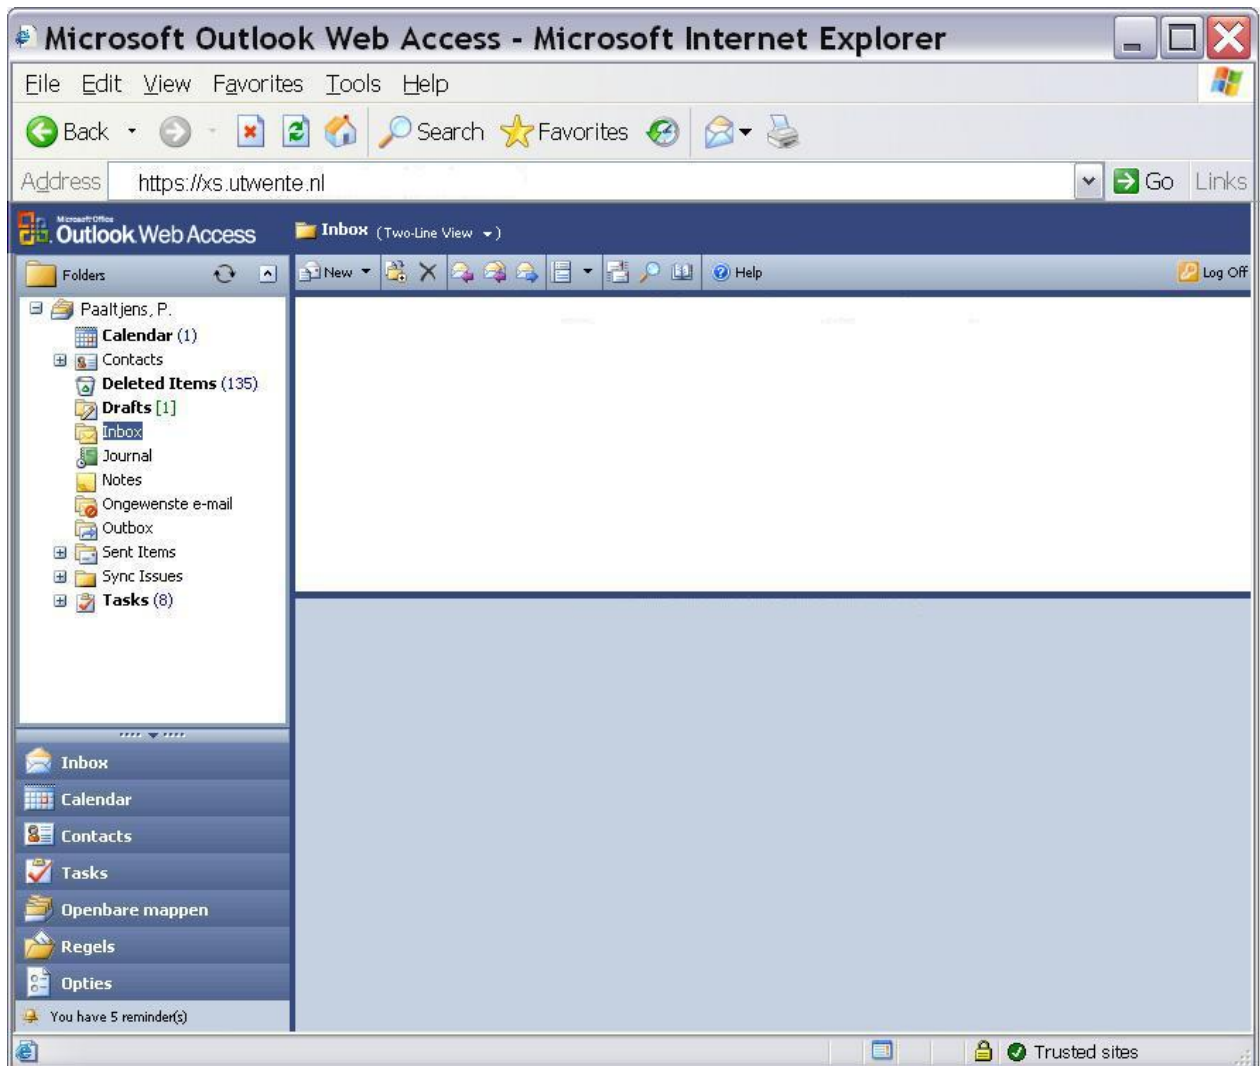 Microsoft Outlook Web Access - Microsoft Internet Explorer
File Edit View Favorites Tools Help
Back Search Favorites
Address https://xs.utwente.nl Go Links
Microsoft Office
Outlook Web Access Inbox (Two-Line View)
Folders New Help Log Off
Paaltjens, P.
Calendar (1)
Contacts
Deleted Items (135)
Drafts [1]
Inbox
Journal
Notes
Ongewenste e-mail
Outbox
Sent Items
Sync Issues
Tasks (8)
Inbox
Calendar
Contacts
Tasks
Openbare mappen
Regels
Opties
You have 5 reminder(s)
Trusted sites